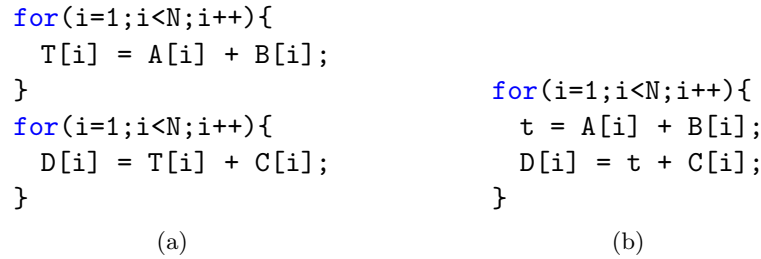 for(i=1;i<N;i++){
  T[i] = A[i] + B[i];
}
for(i=1;i<N;i++){
  D[i] = T[i] + C[i];
}
(a)
for(i=1;i<N;i++){
  t = A[i] + B[i];
  D[i] = t + C[i];
}
(b)